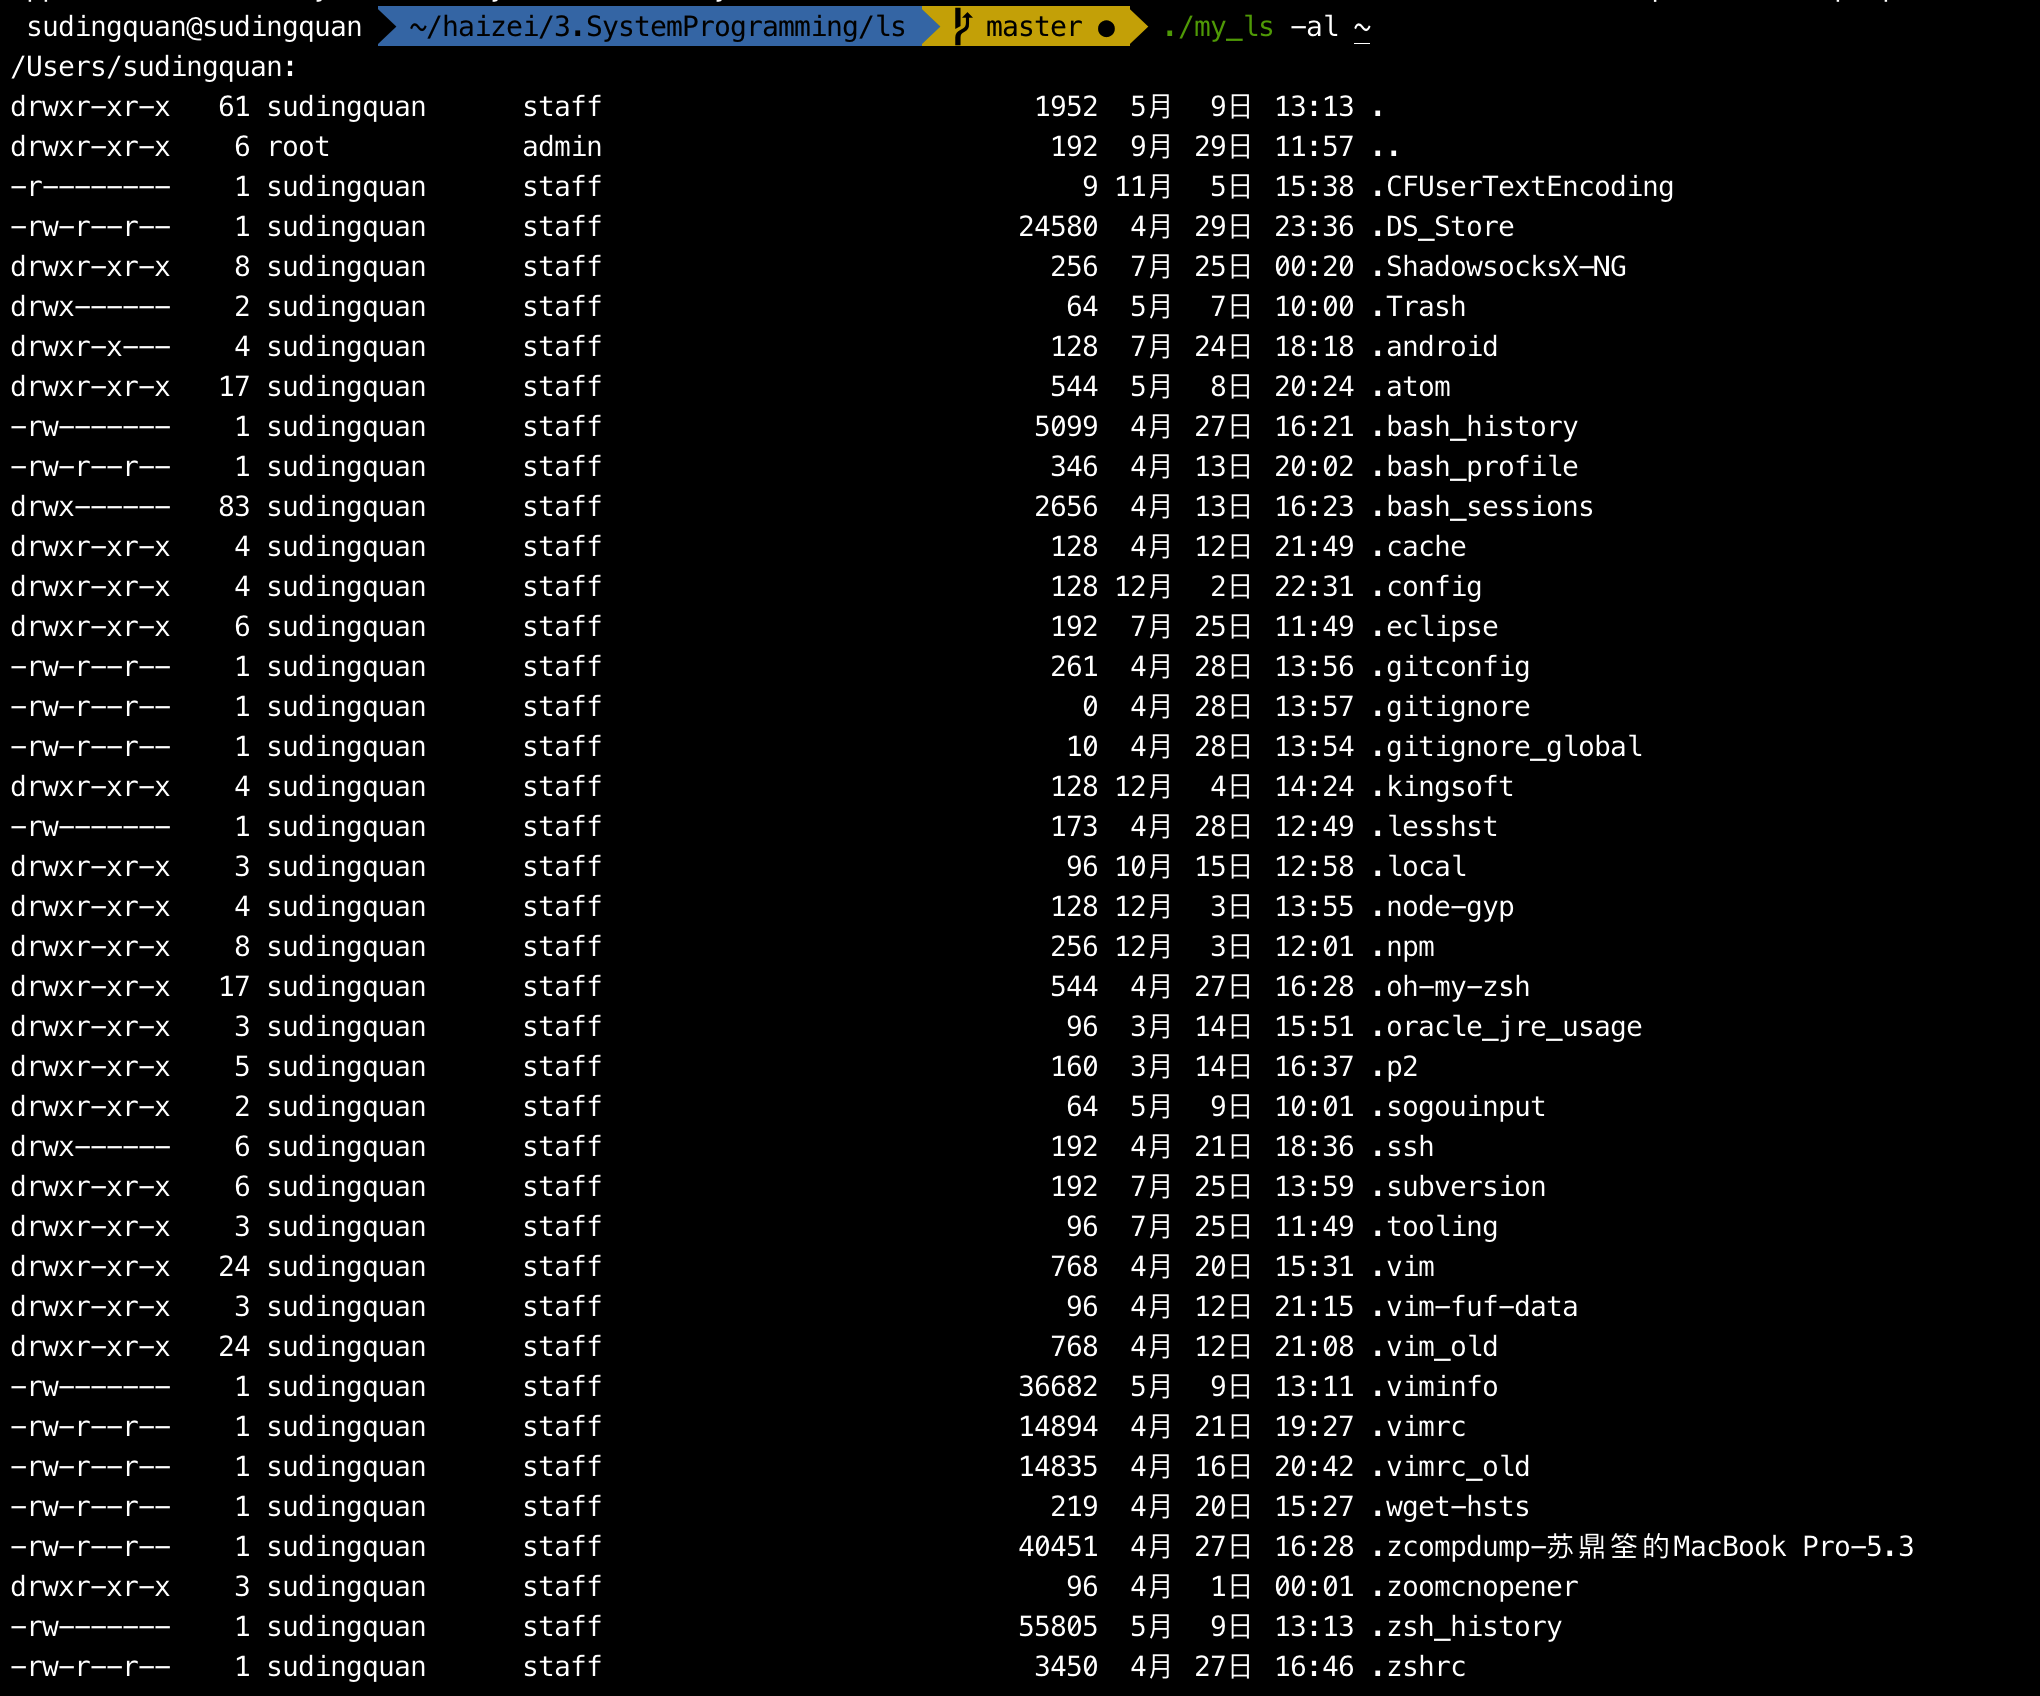 sudingquan@sudingquan ~/haizei/3.SystemProgramming/ls master ● ./my_ls -al ~
/Users/sudingquan:
drwxr-xr-x 61 sudingquan staff 1952 5月 9日 13:13 .
drwxr-xr-x 6 root admin 192 9月 29日 11:57 ..
-r-------- 1 sudingquan staff 9 11月 5日 15:38 .CFUserTextEncoding
-rw-r--r-- 1 sudingquan staff 24580 4月 29日 23:36 .DS_Store
drwxr-xr-x 8 sudingquan staff 256 7月 25日 00:20 .ShadowsocksX-NG
drwx------ 2 sudingquan staff 64 5月 7日 10:00 .Trash
drwxr-x--- 4 sudingquan staff 128 7月 24日 18:18 .android
drwxr-xr-x 17 sudingquan staff 544 5月 8日 20:24 .atom
-rw------- 1 sudingquan staff 5099 4月 27日 16:21 .bash_history
-rw-r--r-- 1 sudingquan staff 346 4月 13日 20:02 .bash_profile
drwx------ 83 sudingquan staff 2656 4月 13日 16:23 .bash_sessions
drwxr-xr-x 4 sudingquan staff 128 4月 12日 21:49 .cache
drwxr-xr-x 4 sudingquan staff 128 12月 2日 22:31 .config
drwxr-xr-x 6 sudingquan staff 192 7月 25日 11:49 .eclipse
-rw-r--r-- 1 sudingquan staff 261 4月 28日 13:56 .gitconfig
-rw-r--r-- 1 sudingquan staff 0 4月 28日 13:57 .gitignore
-rw-r--r-- 1 sudingquan staff 10 4月 28日 13:54 .gitignore_global
drwxr-xr-x 4 sudingquan staff 128 12月 4日 14:24 .kingsoft
-rw------- 1 sudingquan staff 173 4月 28日 12:49 .lesshst
drwxr-xr-x 3 sudingquan staff 96 10月 15日 12:58 .local
drwxr-xr-x 4 sudingquan staff 128 12月 3日 13:55 .node-gyp
drwxr-xr-x 8 sudingquan staff 256 12月 3日 12:01 .npm
drwxr-xr-x 17 sudingquan staff 544 4月 27日 16:28 .oh-my-zsh
drwxr-xr-x 3 sudingquan staff 96 3月 14日 15:51 .oracle_jre_usage
drwxr-xr-x 5 sudingquan staff 160 3月 14日 16:37 .p2
drwxr-xr-x 2 sudingquan staff 64 5月 9日 10:01 .sogouinput
drwx------ 6 sudingquan staff 192 4月 21日 18:36 .ssh
drwxr-xr-x 6 sudingquan staff 192 7月 25日 13:59 .subversion
drwxr-xr-x 3 sudingquan staff 96 7月 25日 11:49 .tooling
drwxr-xr-x 24 sudingquan staff 768 4月 20日 15:31 .vim
drwxr-xr-x 3 sudingquan staff 96 4月 12日 21:15 .vim-fuf-data
drwxr-xr-x 24 sudingquan staff 768 4月 12日 21:08 .vim_old
-rw------- 1 sudingquan staff 36682 5月 9日 13:11 .viminfo
-rw-r--r-- 1 sudingquan staff 14894 4月 21日 19:27 .vimrc
-rw-r--r-- 1 sudingquan staff 14835 4月 16日 20:42 .vimrc_old
-rw-r--r-- 1 sudingquan staff 219 4月 20日 15:27 .wget-hsts
-rw-r--r-- 1 sudingquan staff 40451 4月 27日 16:28 .zcompdump-苏鼎筌的MacBook Pro-5.3
drwxr-xr-x 3 sudingquan staff 96 4月 1日 00:01 .zoomcnopener
-rw------- 1 sudingquan staff 55805 5月 9日 13:13 .zsh_history
-rw-r--r-- 1 sudingquan staff 3450 4月 27日 16:46 .zshrc